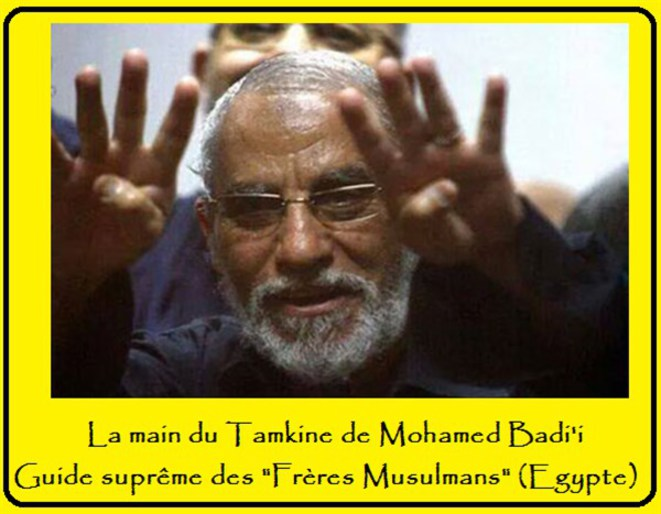 La main du Tamkine de Mohamed Badi'i
Guide suprême des "Frères Musulmans" (Egypte)